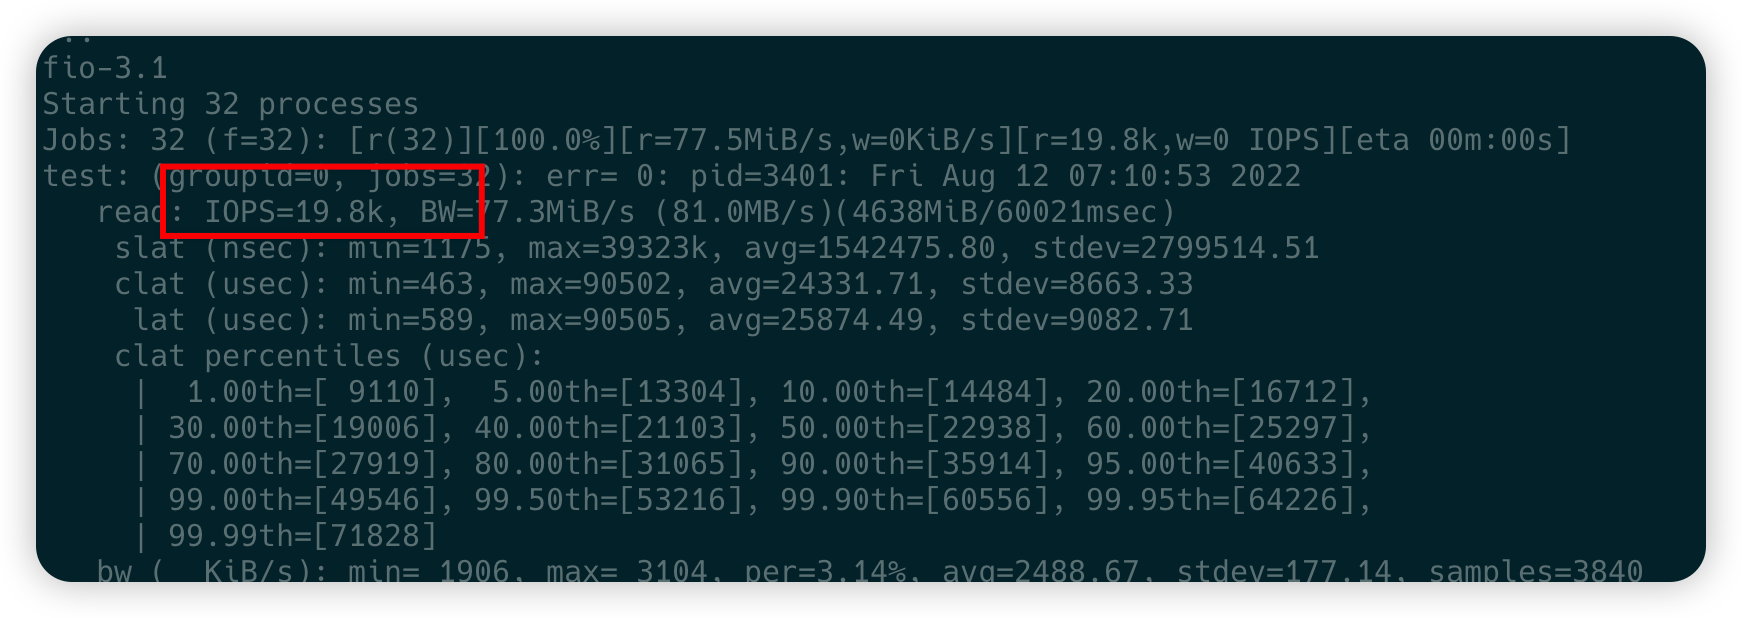 fio-3.1
Starting 32 processes
Jobs: 32 (f=32): [r(32)][100.0%][r=77.5MiB/s,w=0KiB/s][r=19.8k,w=0 IOPS][eta 00m:00s]
test: (groupid=0, jobs=32): err= 0: pid=3401: Fri Aug 12 07:10:53 2022
   read: IOPS=19.8k, BW=77.3MiB/s (81.0MB/s)(4638MiB/60021msec)
    slat (nsec): min=1175, max=39323k, avg=1542475.80, stdev=2799514.51
    clat (usec): min=463, max=90502, avg=24331.71, stdev=8663.33
     lat (usec): min=589, max=90505, avg=25874.49, stdev=9082.71
    clat percentiles (usec):
     |  1.00th=[ 9110],  5.00th=[13304], 10.00th=[14484], 20.00th=[16712],
     | 30.00th=[19006], 40.00th=[21103], 50.00th=[22938], 60.00th=[25297],
     | 70.00th=[27919], 80.00th=[31065], 90.00th=[35914], 95.00th=[40633],
     | 99.00th=[49546], 99.50th=[53216], 99.90th=[60556], 99.95th=[64226],
     | 99.99th=[71828]
   bw (  KiB/s): min= 1906, max= 3104, per=3.14%, avg=2488.67, stdev=177.14, samples=3840